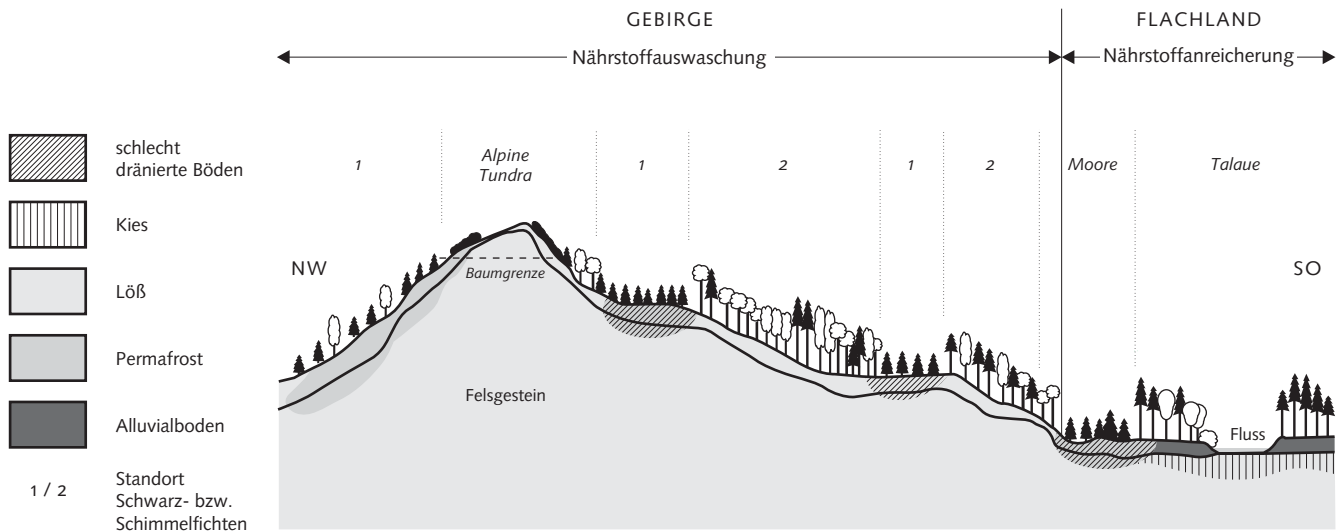 GEBIRGE
FLACHLAND
Nährstoffauswaschung
Nährstoffanreicherung
schlecht
dränierte Böden
Kies
Löß
Permafrost
Alluvialboden
1 / 2
Standort
Schwarz- bzw.
Schimmelfichten
1
Alpine
Tundra
1
2
1
2
Moore
Talaue
NW
Baumgrenze
SO
Felsgestein
Fluss